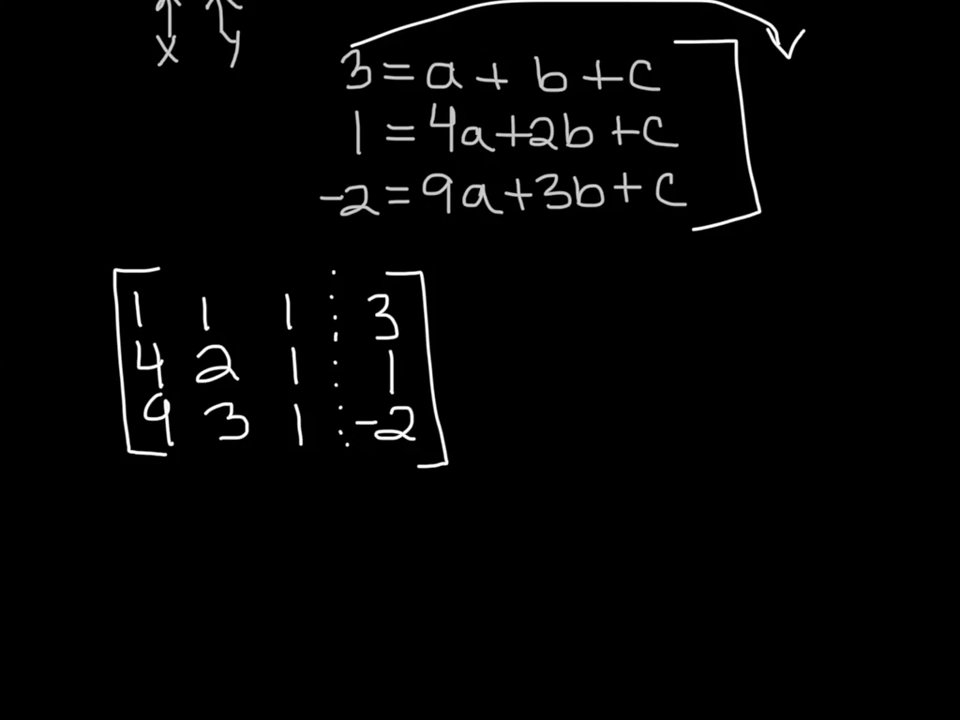 x y
3 = a + b + c
1 = 4a + 2b + c
-2 = 9a + 3b + c
1 1 1 3
4 2 1 1
9 3 1 -2